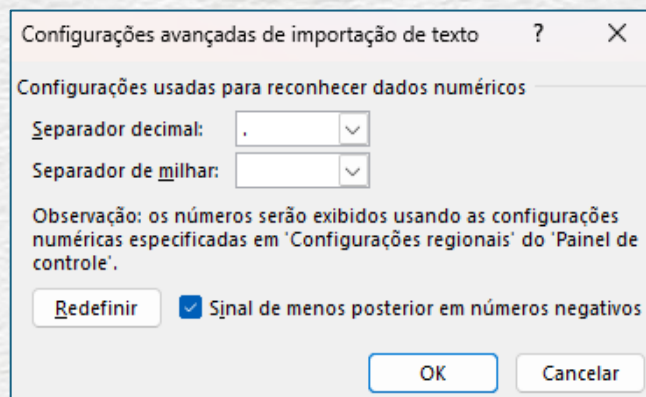 Configurações avançadas de importação de texto ? X
Configurações usadas para reconhecer dados numéricos
Separador decimal: .
Separador de milhar:
Observação: os números serão exibidos usando as configurações
numéricas especificadas em 'Configurações regionais' do 'Painel de
controle'.
Redefinir Sinal de menos posterior em números negativos
OK Cancelar